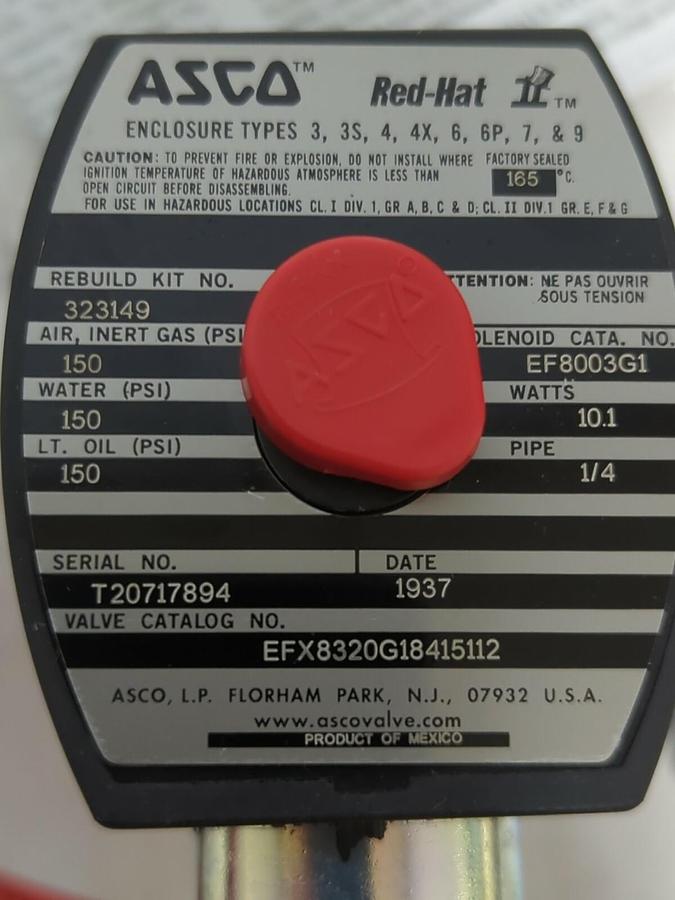 ASCO™ Red-Hat II™
ENCLOSURE TYPES 3, 3S, 4, 4X, 6, 6P, 7, & 9
CAUTION: TO PREVENT FIRE OR EXPLOSION, DO NOT INSTALL WHERE
IGNITION TEMPERATURE OF HAZARDOUS ATMOSPHERE IS LESS THAN
OPEN CIRCUIT BEFORE DISASSEMBLING.
FACTORY SEALED
165 °C.
FOR USE IN HAZARDOUS LOCATIONS CL. I DIV. 1, GR A, B, C & D; CL. II DIV.1 GR. E, F & G
REBUILD KIT NO.
323149
TTENTION: NE PAS OUVRIR
SOUS TENSION
AIR, INERT GAS (PSI
150
OLENOID CATA. NO.
EF8003G1
WATER (PSI)
150
WATTS
10.1
LT. OIL (PSI)
150
PIPE
1/4
ASCO
SERIAL NO.
T20717894
DATE
1937
VALVE CATALOG NO.
EFX8320G18415112
ASCO, L.P. FLORHAM PARK, N.J., 07932 U.S.A.
www.ascovalve.com
PRODUCT OF MEXICO